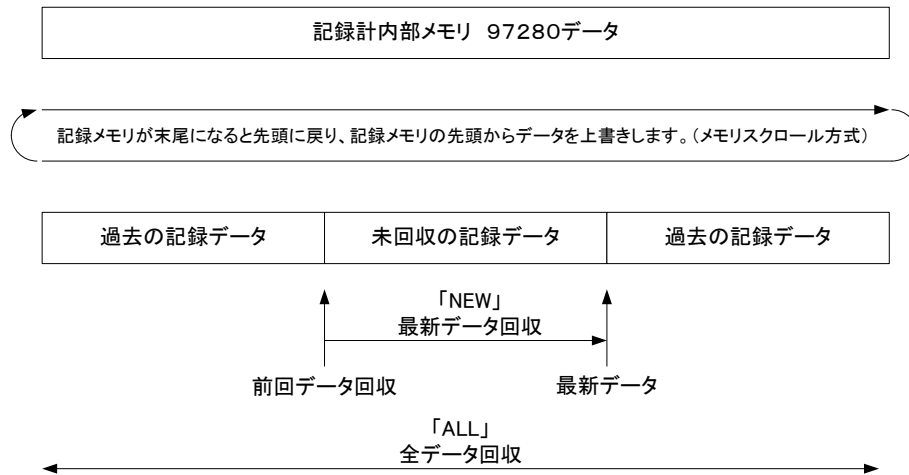 記録計内部メモリ 97280データ
記録メモリが末尾になると先頭に戻り、記録メモリの先頭からデータを上書きします。(メモリスクロール方式)
過去の記録データ 未回収の記録データ 過去の記録データ
「NEW」
最新データ回収
前回データ回収 最新データ
「ALL」
全データ回収